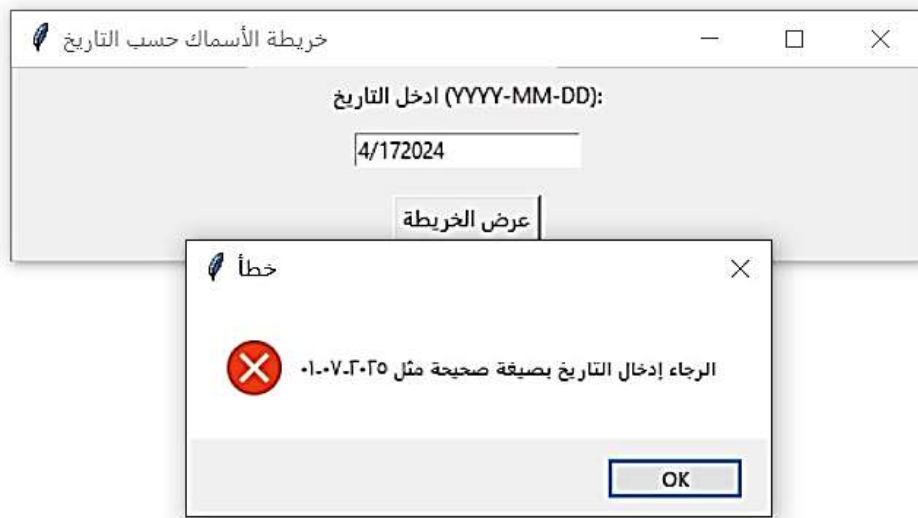 خريطة الأسماك حسب التاريخ
ادخل التاريخ (YYYY-MM-DD):
4/172024
عرض الخريطة
خطأ
الرجاء إدخال التاريخ بصيغة صحيحة مثل ٢٠٢٥-٠٧-٠١
OK